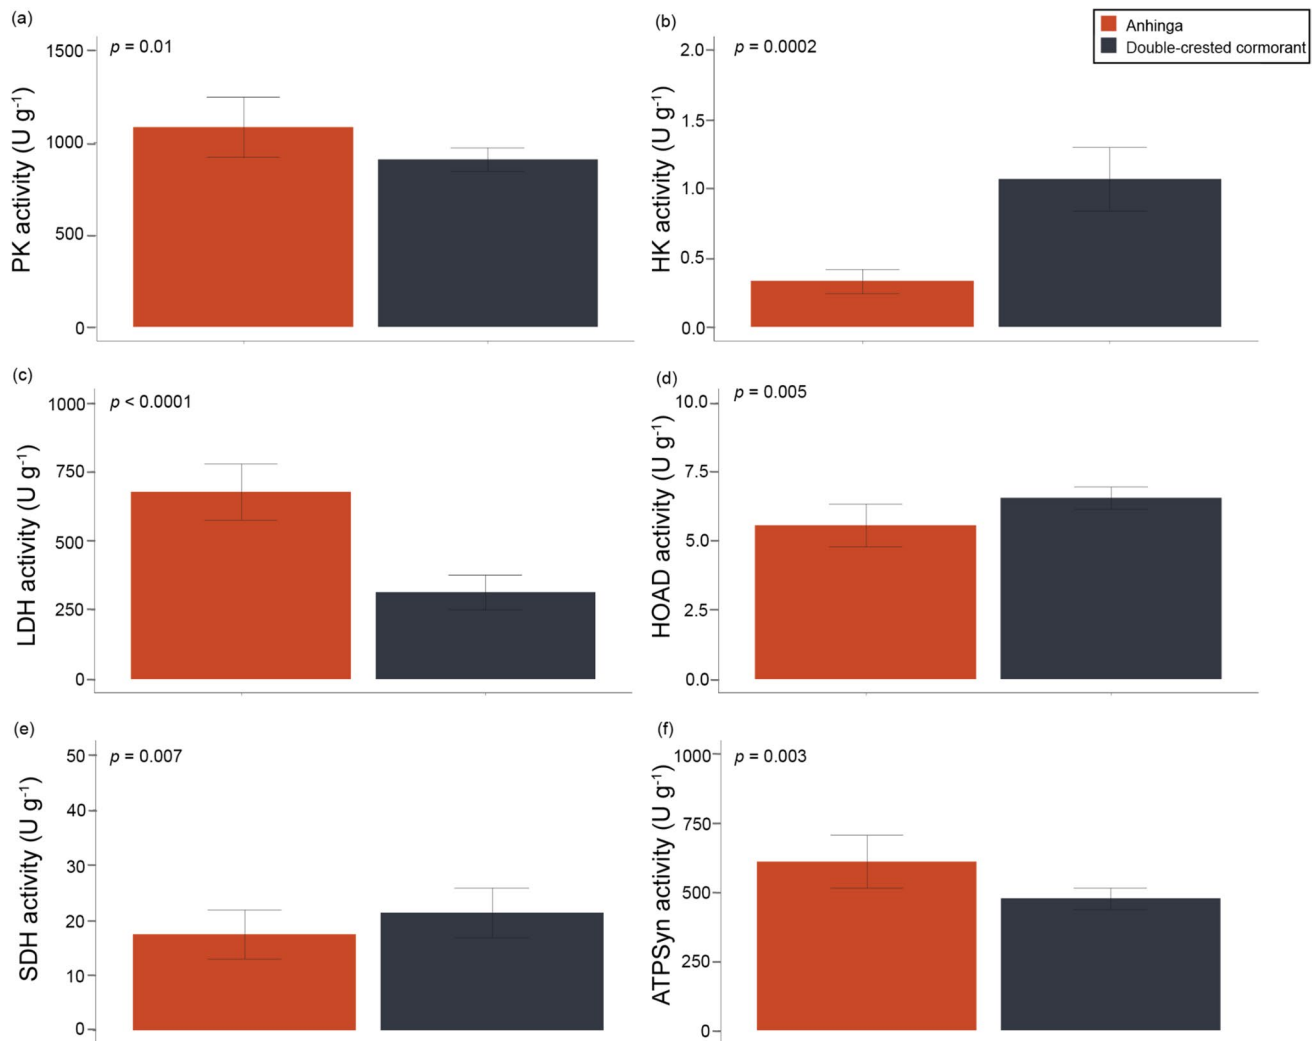 (a)
p = 0.01
PK activity (U g-1)
1500
1000
500
0
(b)
p = 0.0002
HK activity (U g-1)
2.0
1.5
1.0
0.5
0.0
Anhinga
Double-crested cormorant
(c)
p < 0.0001
LDH activity (U g-1)
1000
750
500
250
0
(d)
p = 0.005
HOAD activity (U g-1)
10.0
7.5
5.0
2.5
0.0
(e)
p = 0.007
SDH activity (U g-1)
50
40
30
20
10
0
(f)
p = 0.003
ATPSyn activity (U g-1)
1000
750
500
250
0